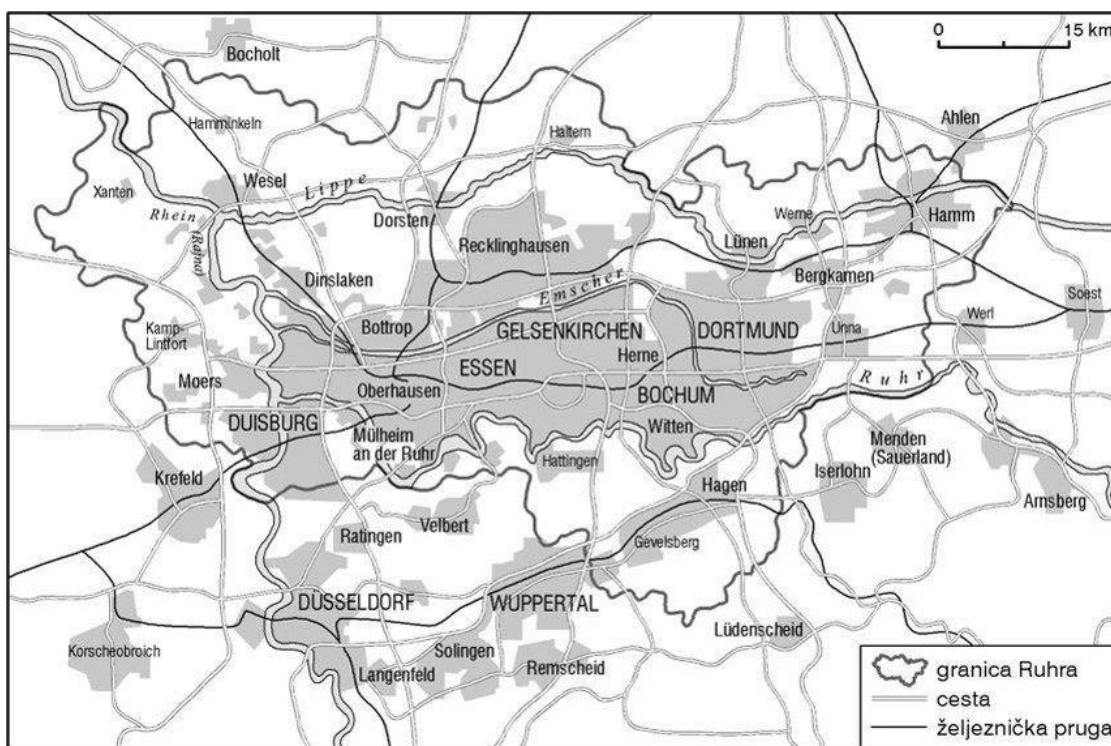 0 15 km
Bocholt
Ahlen
Hamminkeln
Haltern
Wesel
Lippe
Xanten
Rhein
(Rajna)
Dorsten
Werne
Hamm
Recklinghausen
Lünen
Dinslaken
Emscher
Bergkamen
Soest
Bottrop
GELSENKIRCHEN
DORTMUND
Unna
Werl
Kamp-
Lintfort
ESSEN
Herne
Moers
Oberhausen
BOCHUM
Ruhr
DUISBURG
Mülheim
an der Ruhr
Witten
Menden
(Sauerland)
Hattingen
Krefeld
Hagen
Iserlohn
Arnsberg
Velbert
Ratingen
Gevelsberg
DÜSSELDORF
WUPPERTAL
Korscheobroich
Lüdenscheid
Solingen
Langenfeld
Remscheid
granica Ruhra
cesta
željeznička pruga